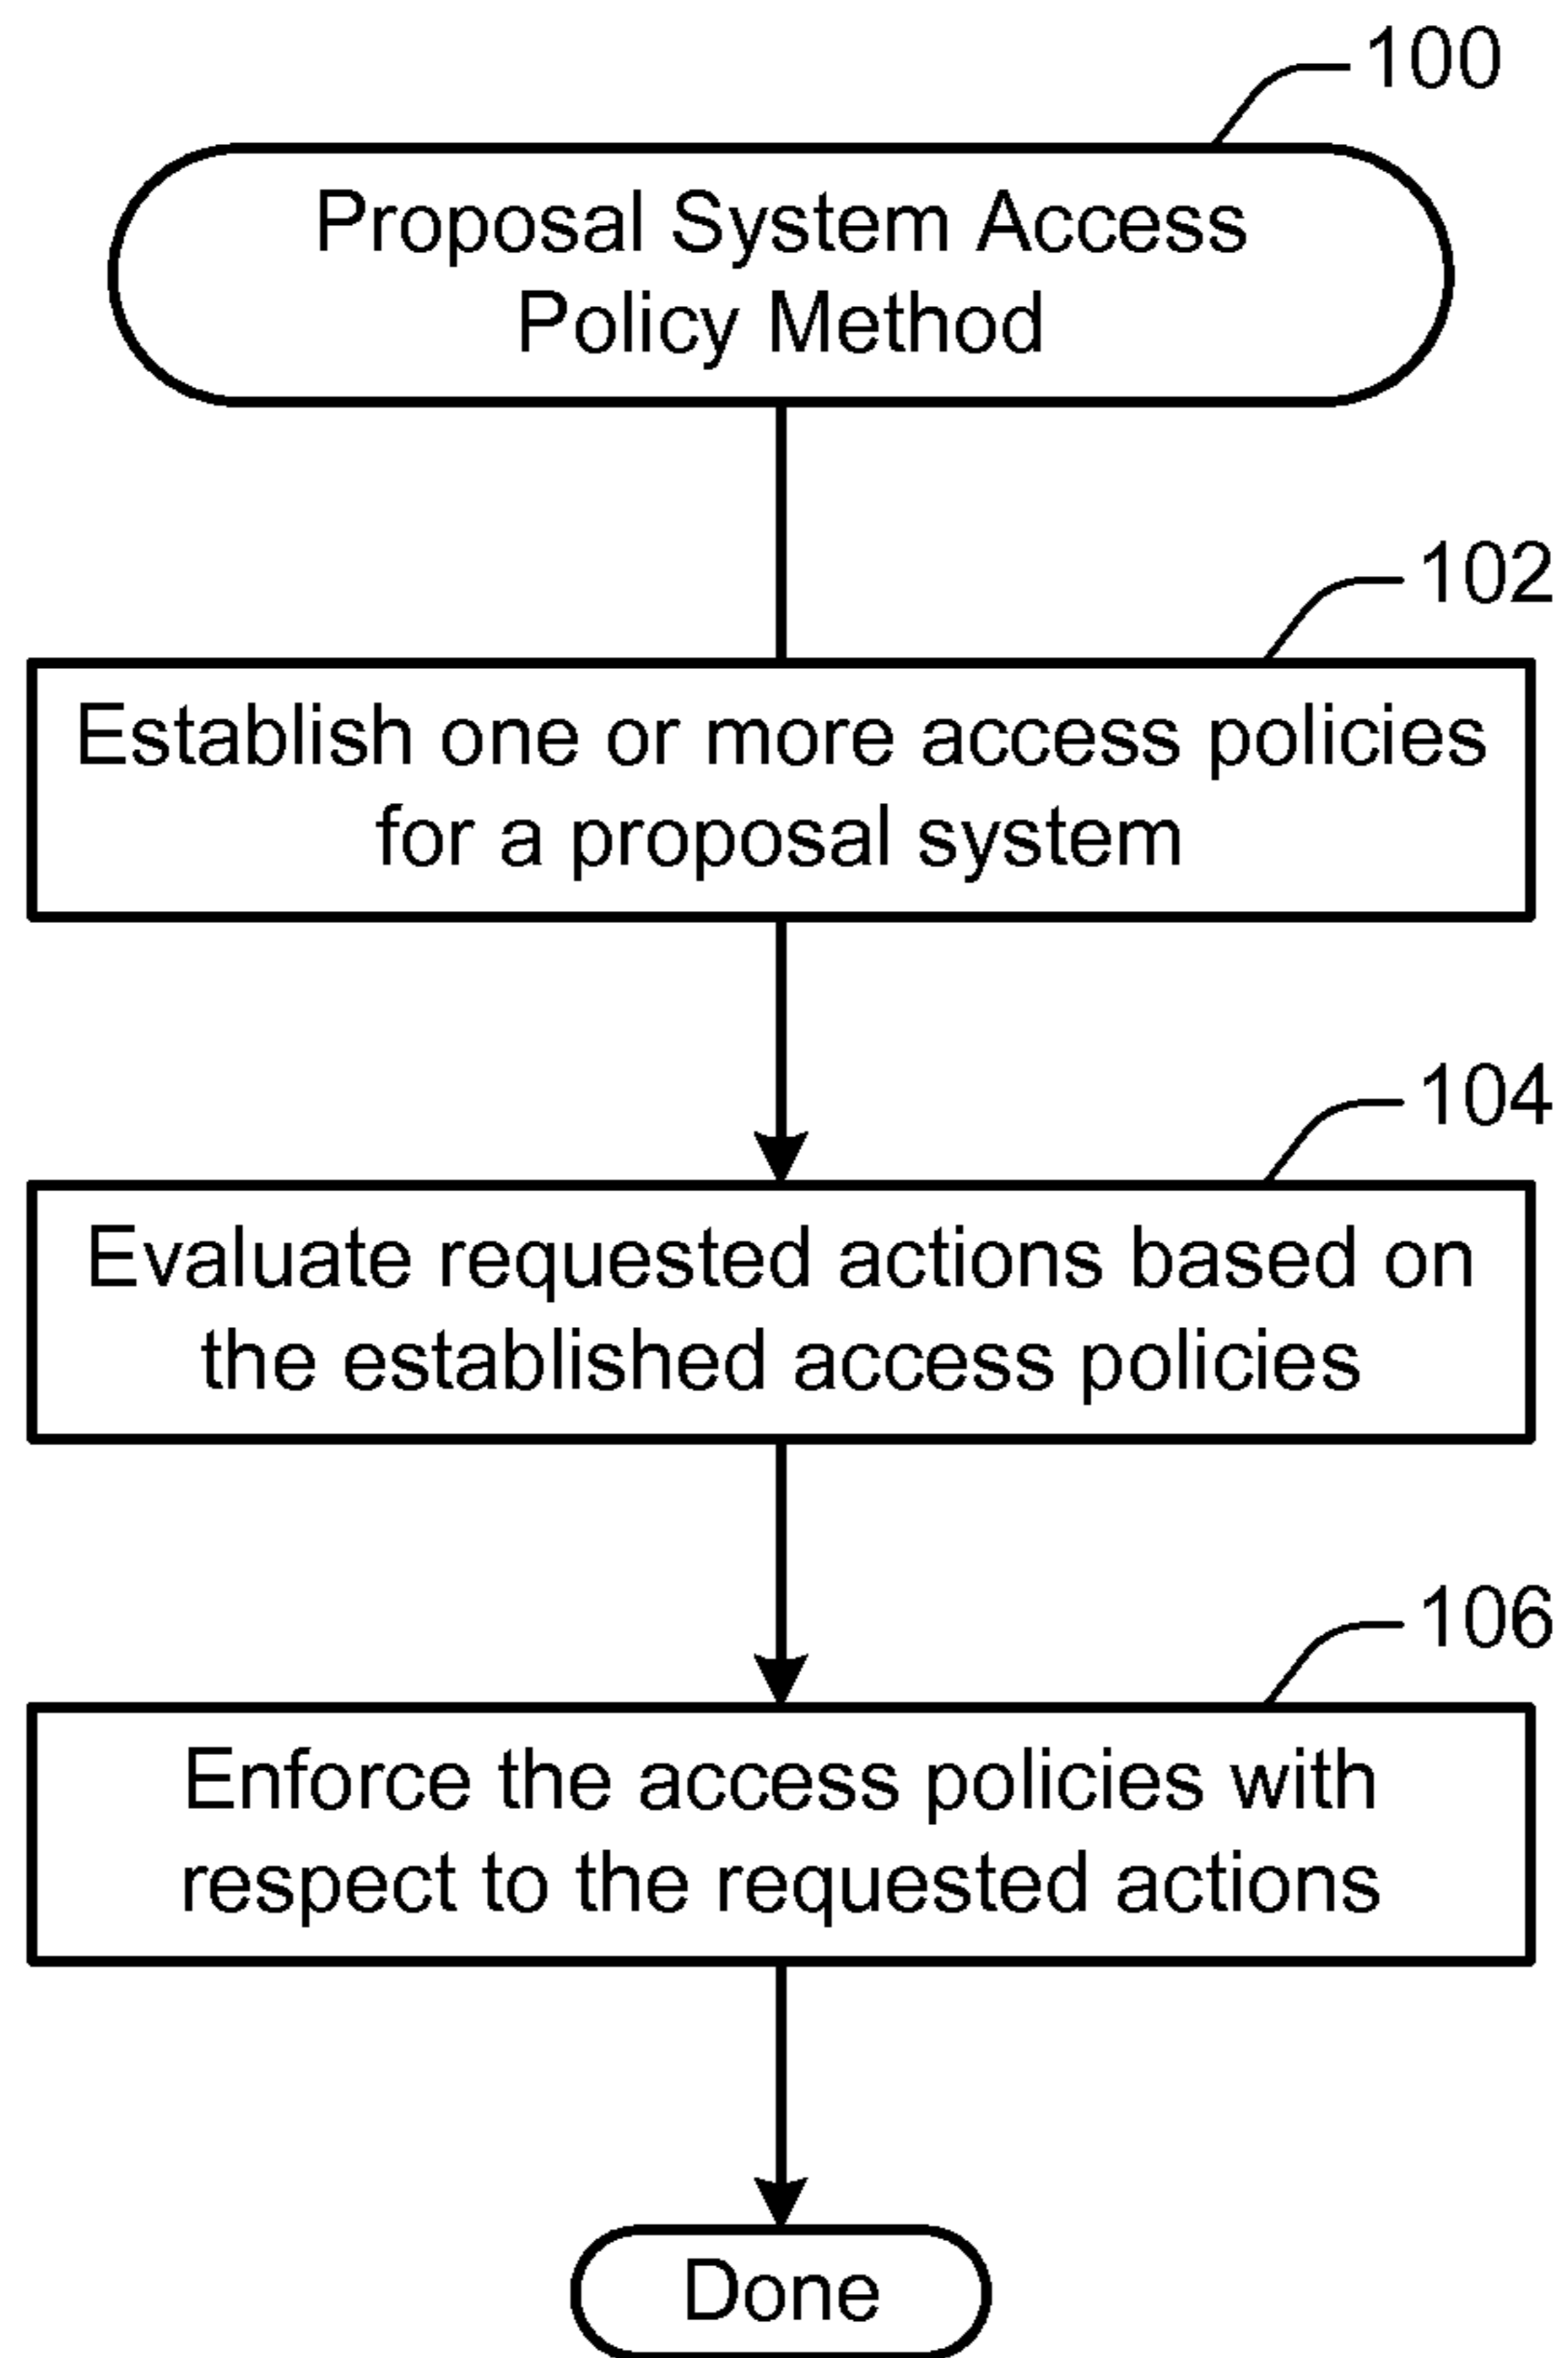 100
Proposal System Access
Policy Method
102
Establish one or more access policies
for a proposal system
104
Evaluate requested actions based on
the established access policies
106
Enforce the access policies with
respect to the requested actions
Done